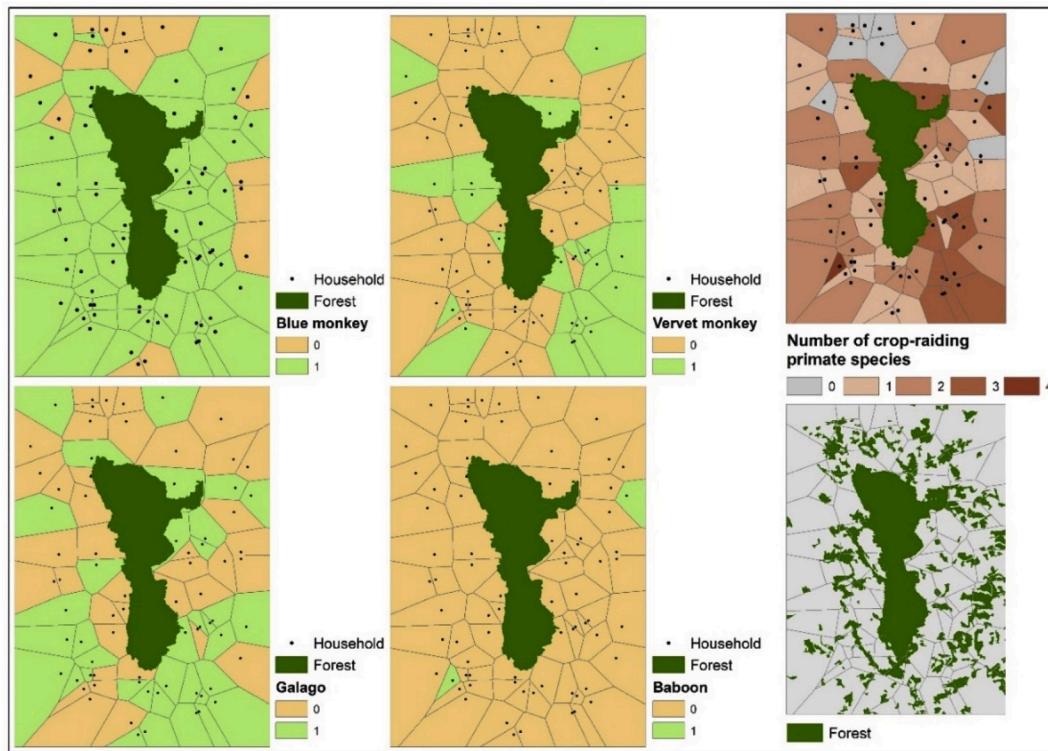 Household
Forest
Blue monkey
0
1
Household
Forest
Vervet monkey
0
1
Number of crop-raiding
primate species
0 1 2 3 4
Household
Forest
Galago
0
1
Household
Forest
Baboon
0
1
Forest